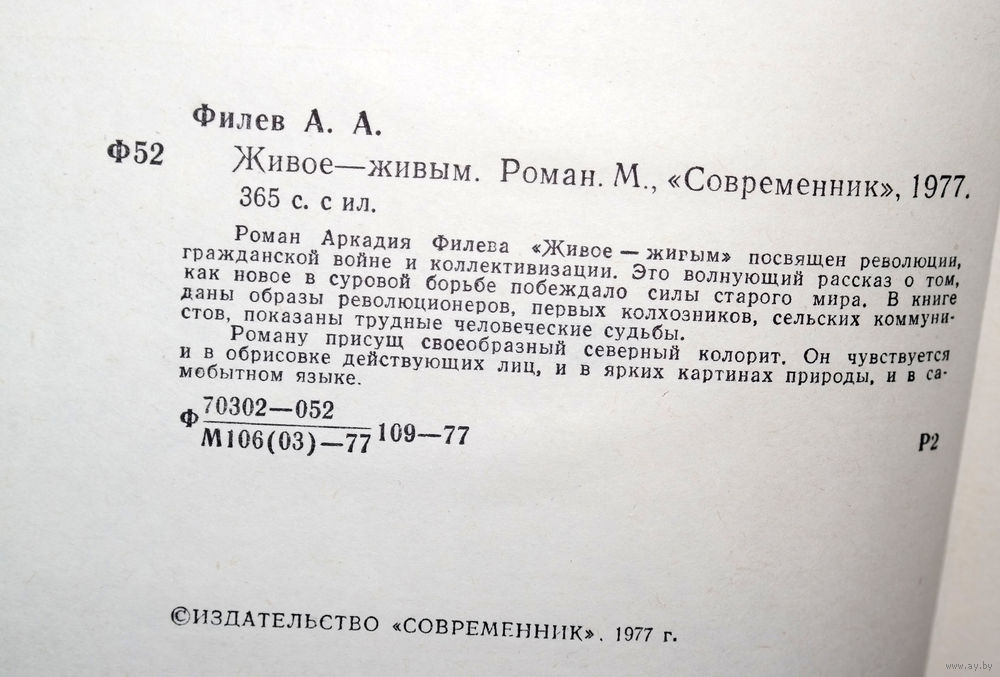 Филев А. А.
Ф52 Живое—живым. Роман. М., «Современник», 1977.
365 с. с ил.
Роман Аркадия Филева «Живое — живым» посвящен революции,
гражданской войне и коллективизации. Это волнующий рассказ о том,
как новое в суровой борьбе побеждало силы старого мира. В книге
даны образы революционеров, первых колхозников, сельских коммуни-
стов, показаны трудные человеческие судьбы.
Роману присущ своеобразный северный колорит. Он чувствуется
и в обрисовке действующих лиц, и в ярких картинах природы, и в са-
мобытном языке.
70302—052
Ф М106(03)—77 109—77
Р2
©ИЗДАТЕЛЬСТВО «СОВРЕМЕННИК». 1977 г.
www.ay.by